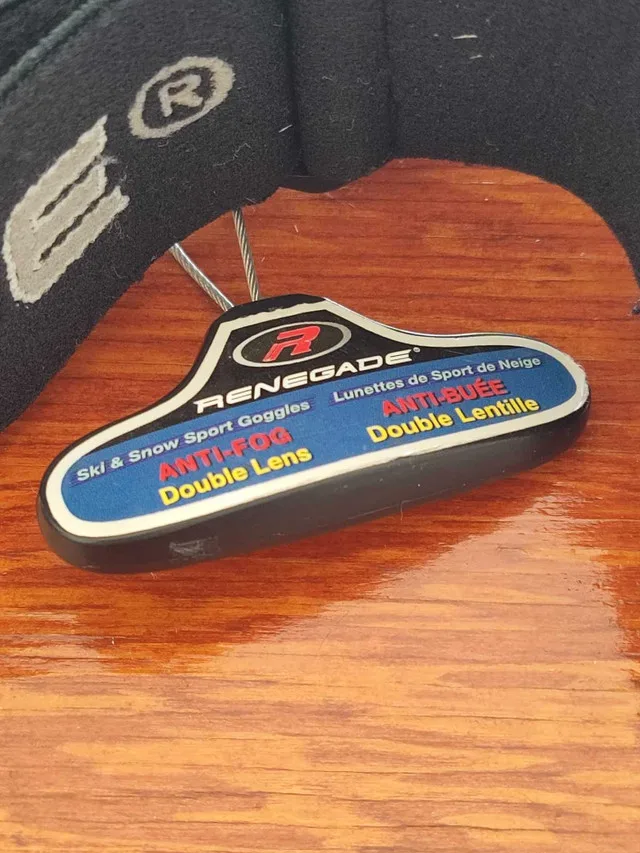 E®
R
RENEGADE®
Ski & Snow Sport Goggles
ANTI-FOG
Double Lens
Lunettes de Sport de Neige
ANTI-BUÉE
Double Lentille